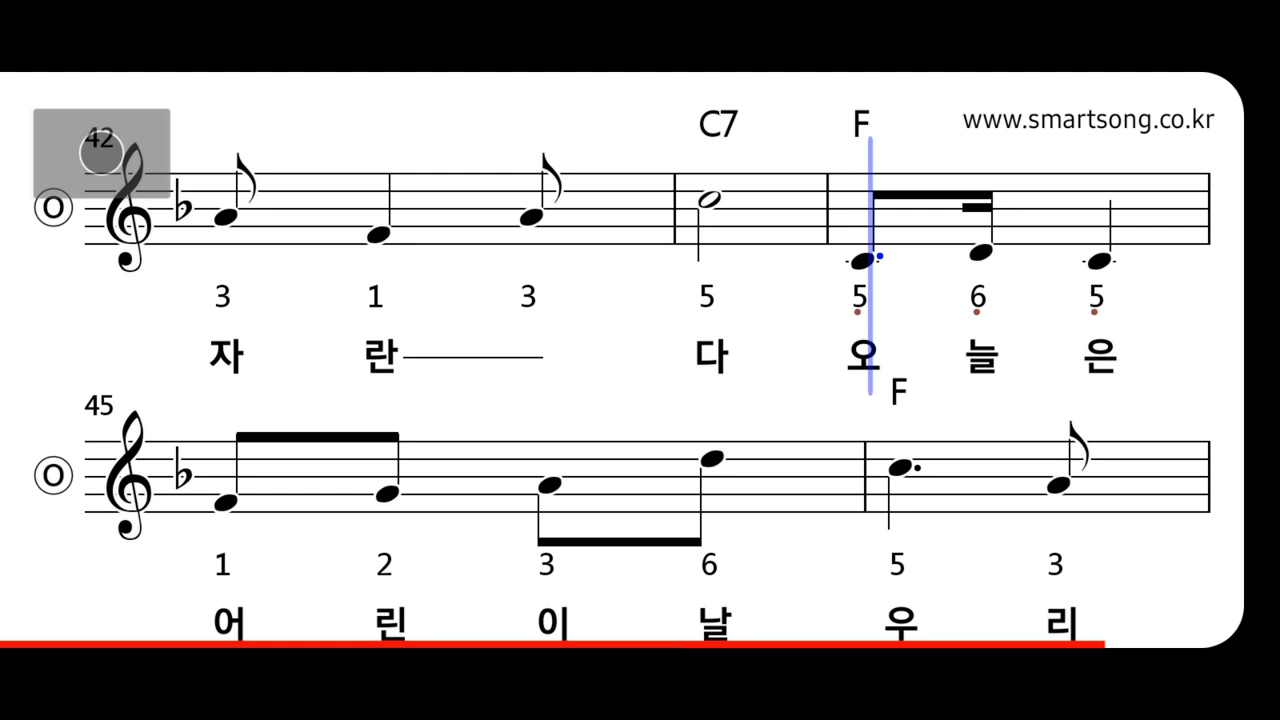 www.smartsong.co.kr
C7 F
42
O
3 1 3 5 5 6 5
자 란 다 오 늘 은
F
45
O
1 2 3 6 5 3
어 린 이 날 우 리